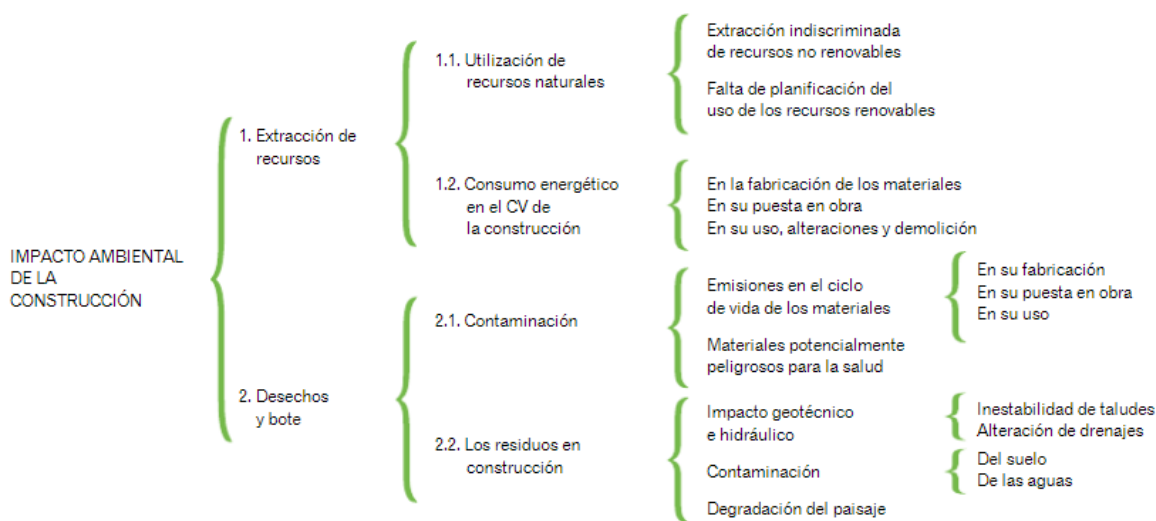 IMPACTO AMBIENTAL
DE LA
CONSTRUCCIÓN
1. Extracción de
recursos
1.1. Utilización de
recursos naturales
Extracción indiscriminada
de recursos no renovables
Falta de planificación del
uso de los recursos renovables
1.2. Consumo energético
en el CV de
la construcción
En la fabricación de los materiales
En su puesta en obra
En su uso, alteraciones y demolición
2. Desechos
y bote
2.1. Contaminación
Emisiones en el ciclo
de vida de los materiales
En su fabricación
En su puesta en obra
En su uso
Materiales potencialmente
peligrosos para la salud
2.2. Los residuos en
construcción
Impacto geotécnico
e hidráulico
Inestabilidad de taludes
Alteración de drenajes
Contaminación
Del suelo
De las aguas
Degradación del paisaje